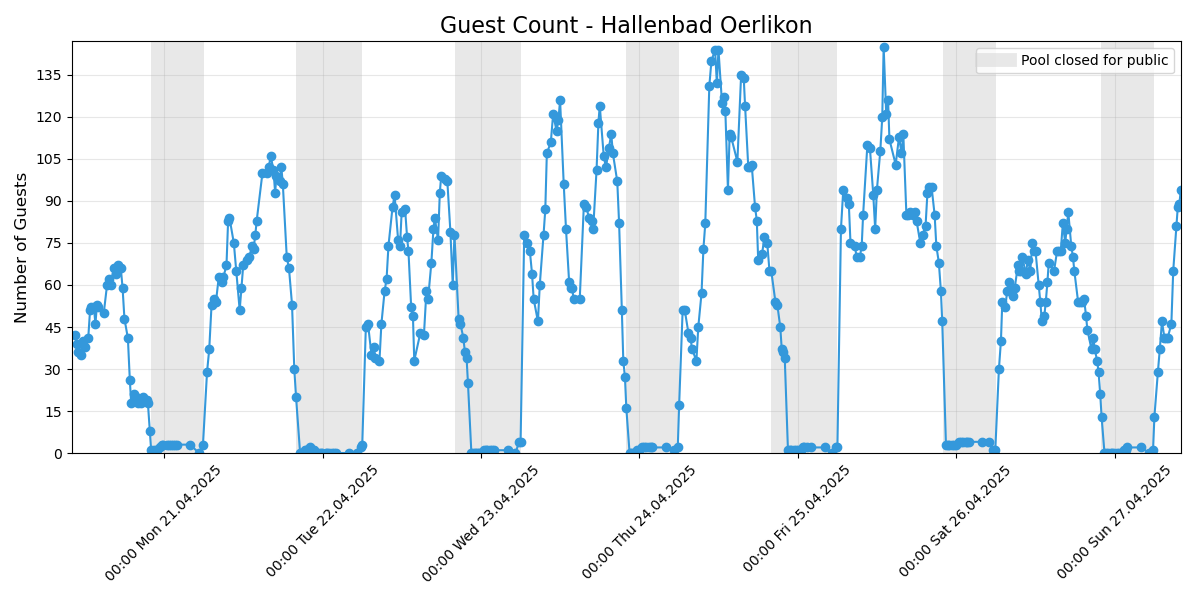 Guest Count - Hallenbad Oerlikon
Pool closed for public
Number of Guests
135
120
105
90
75
60
45
30
15
0
00:00 Mon 21.04.2025
00:00 Tue 22.04.2025
00:00 Wed 23.04.2025
00:00 Thu 24.04.2025
00:00 Fri 25.04.2025
00:00 Sat 26.04.2025
00:00 Sun 27.04.2025